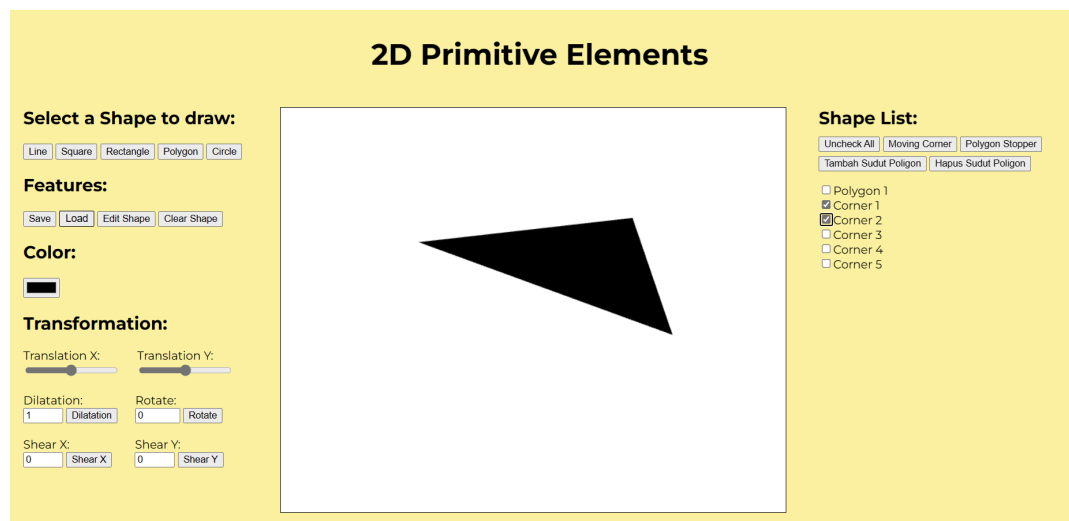 2D Primitive Elements
Select a Shape to draw:
Line Square Rectangle Polygon Circle
Features:
Save Load Edit Shape Clear Shape
Color:
Transformation:
Translation X: Translation Y:
Dilatation: Rotate:
1 Dilatation 0 Rotate
Shear X: Shear Y:
0 Shear X 0 Shear Y
Shape List:
Uncheck All Moving Corner Polygon Stopper
Tambah Sudut Poligon Hapus Sudut Poligon
Polygon 1
Corner 1
Corner 2
Corner 3
Corner 4
Corner 5